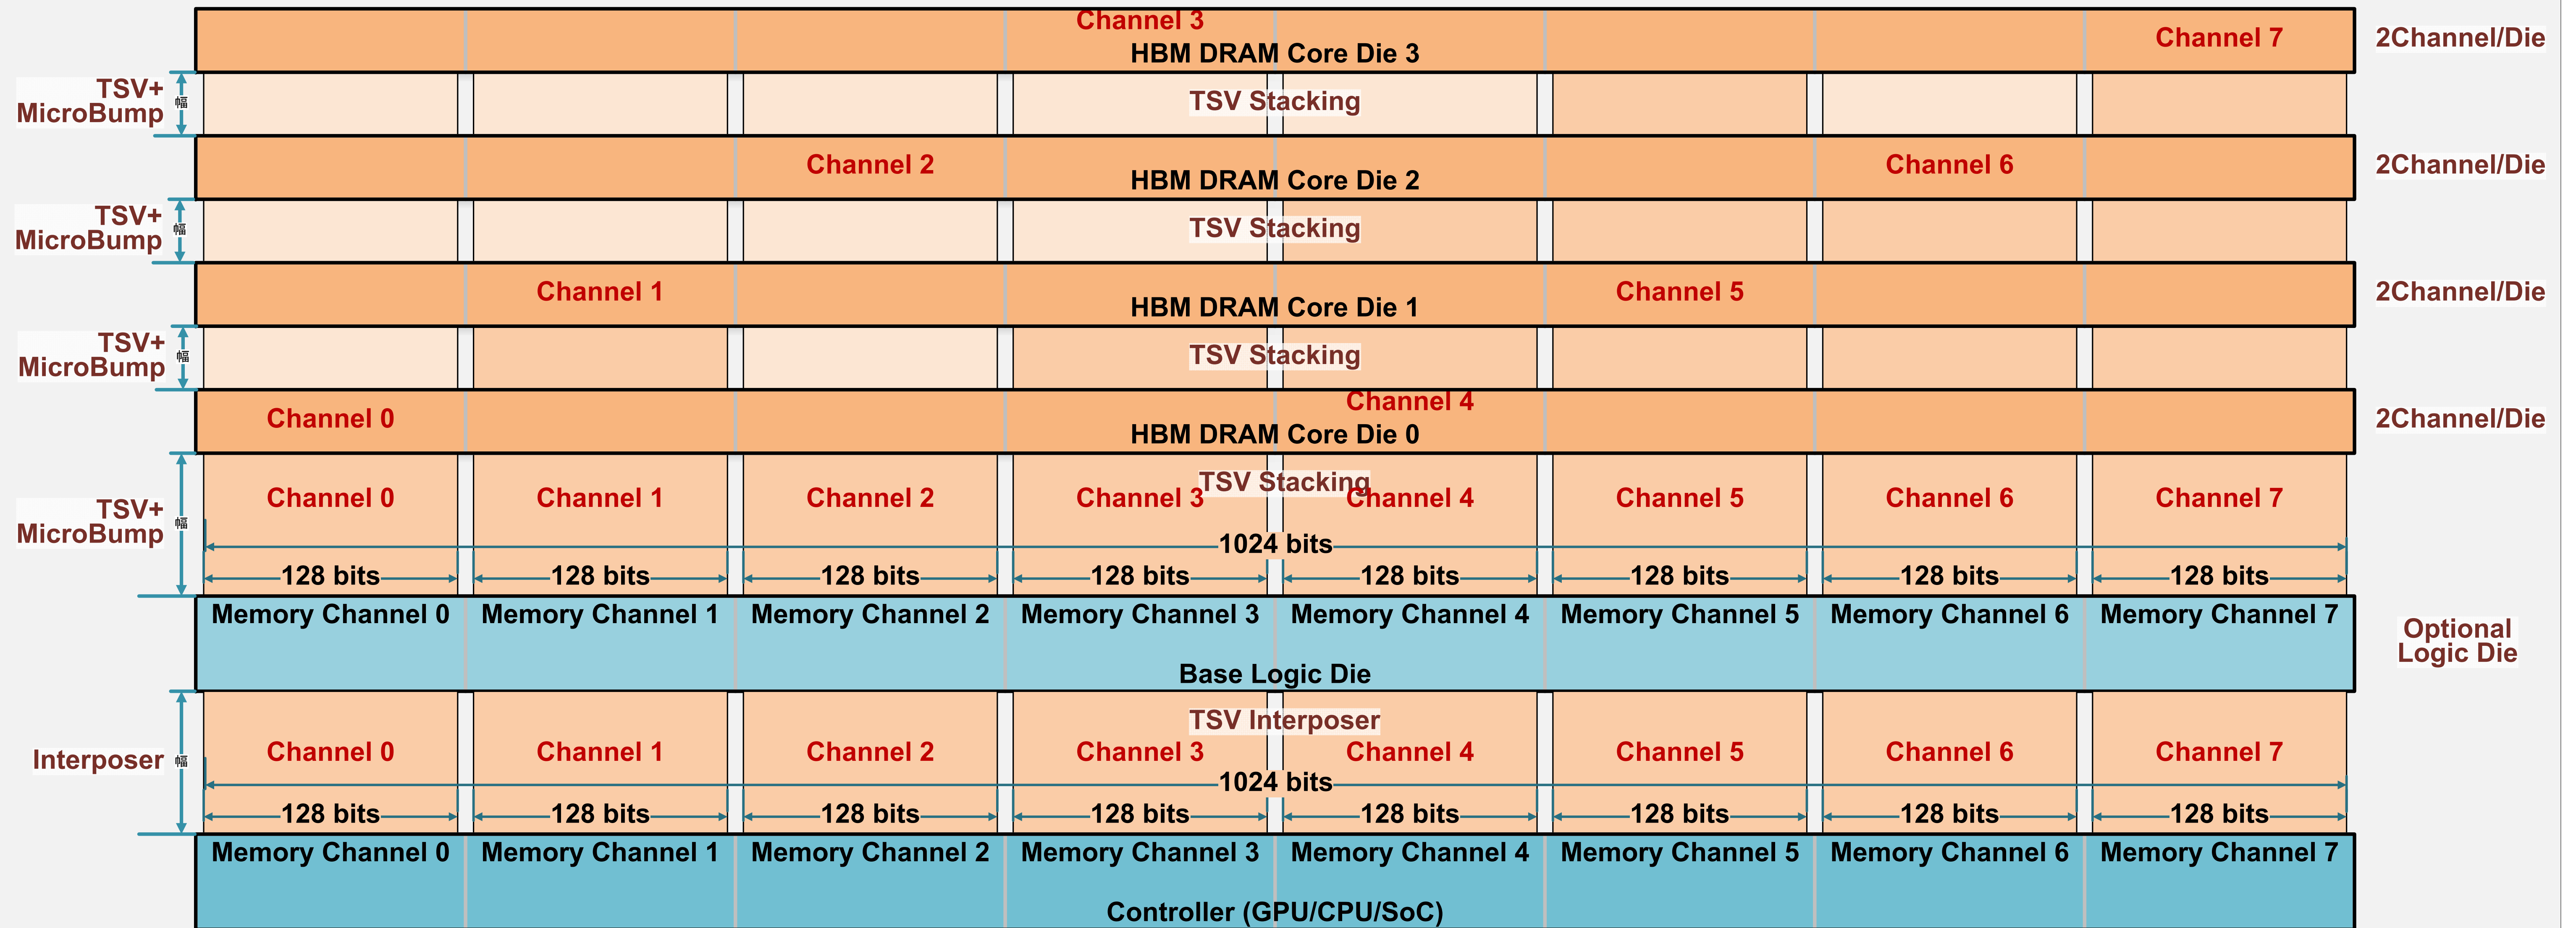 Channel 3
Channel 7
2Channel/Die
HBM DRAM Core Die 3
TSV+
MicroBump
幅
TSV Stacking
Channel 2
Channel 6
2Channel/Die
HBM DRAM Core Die 2
TSV+
MicroBump
幅
TSV Stacking
Channel 1
Channel 5
2Channel/Die
HBM DRAM Core Die 1
TSV+
MicroBump
幅
TSV Stacking
Channel 4
Channel 0
2Channel/Die
HBM DRAM Core Die 0
TSV Stacking
TSV+
MicroBump
幅
Channel 0 Channel 1 Channel 2 Channel 3 Channel 4 Channel 5 Channel 6 Channel 7
1024 bits
128 bits 128 bits 128 bits 128 bits 128 bits 128 bits 128 bits 128 bits
Memory Channel 0 Memory Channel 1 Memory Channel 2 Memory Channel 3 Memory Channel 4 Memory Channel 5 Memory Channel 6 Memory Channel 7
Optional
Logic Die
Base Logic Die
TSV Interposer
Interposer
幅
Channel 0 Channel 1 Channel 2 Channel 3 Channel 4 Channel 5 Channel 6 Channel 7
1024 bits
128 bits 128 bits 128 bits 128 bits 128 bits 128 bits 128 bits 128 bits
Memory Channel 0 Memory Channel 1 Memory Channel 2 Memory Channel 3 Memory Channel 4 Memory Channel 5 Memory Channel 6 Memory Channel 7
Controller (GPU/CPU/SoC)